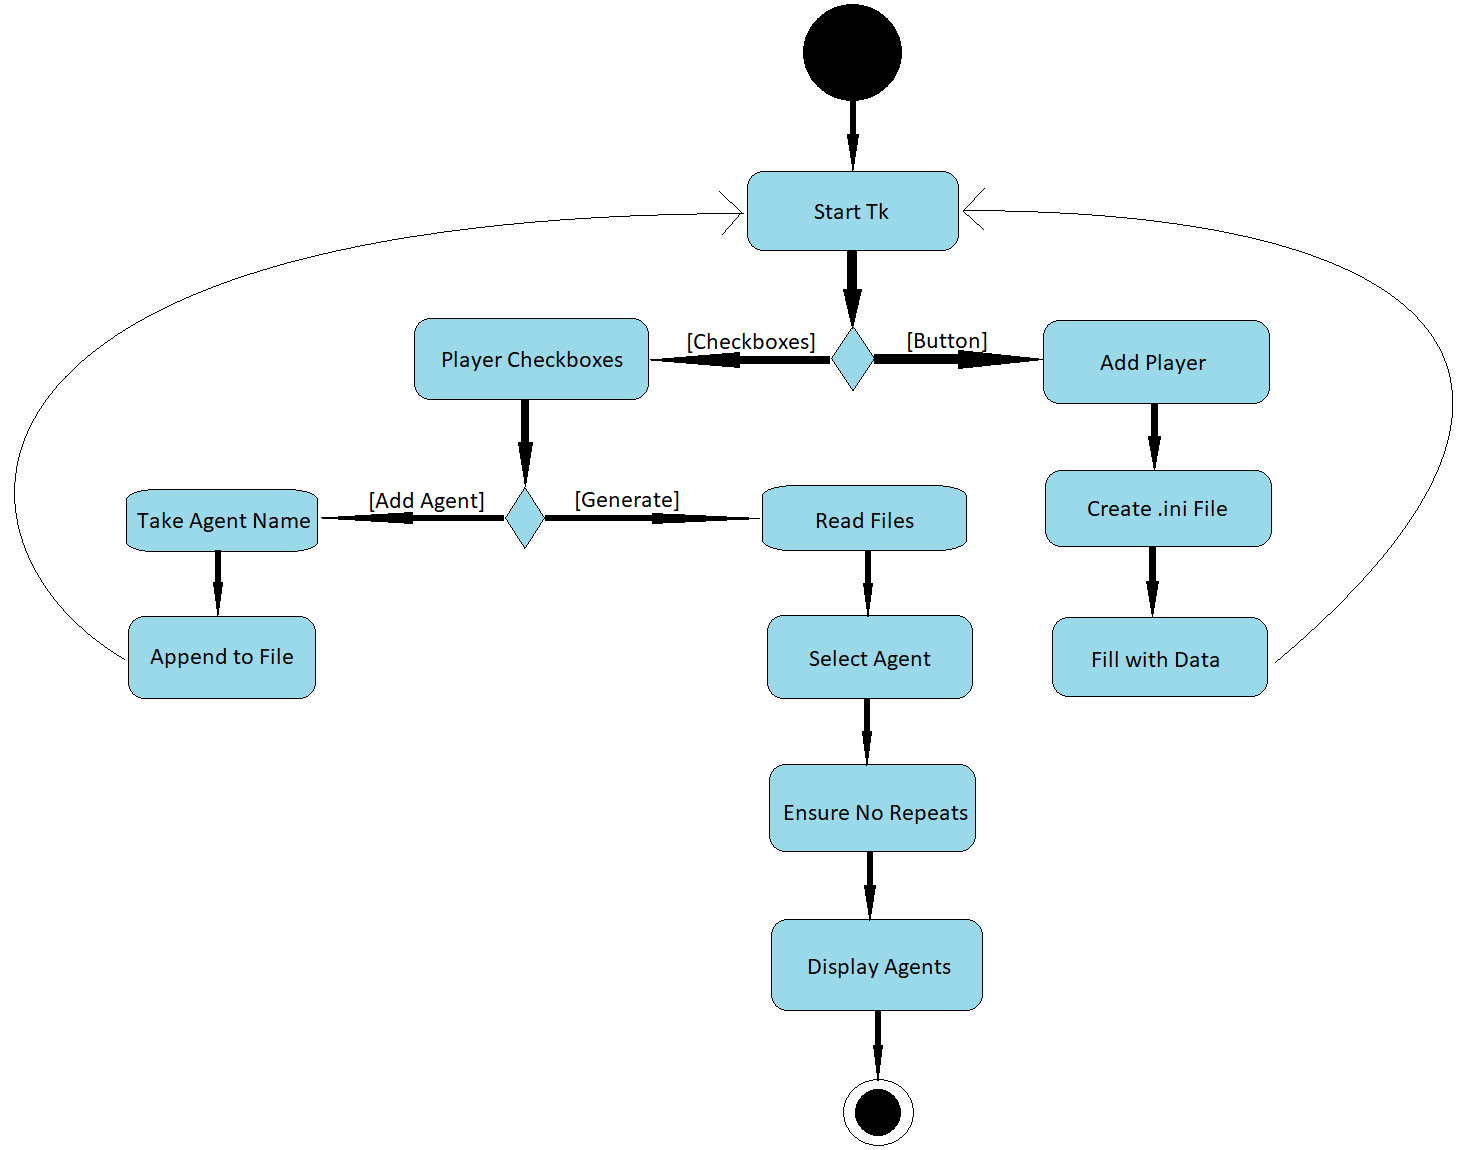 Start Tk
[Checkboxes]
[Button]
Player Checkboxes
Add Player
[Add Agent]
[Generate]
Take Agent Name
Read Files
Create .ini File
Append to File
Select Agent
Fill with Data
Ensure No Repeats
Display Agents